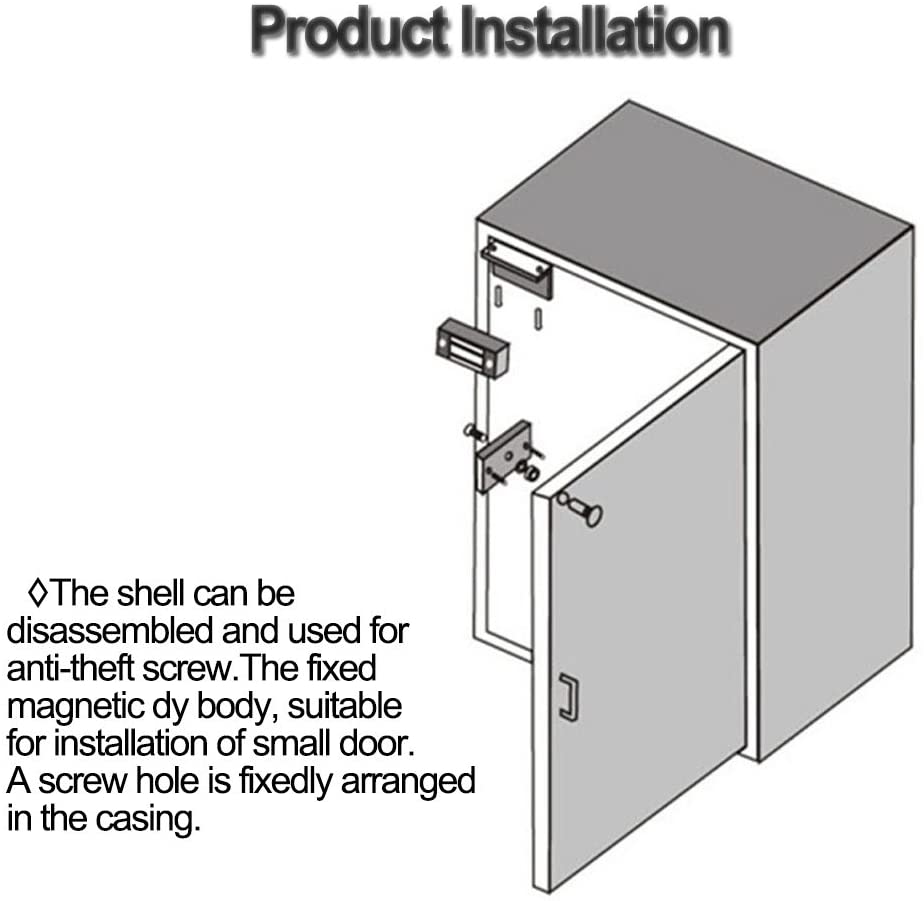 Product Installation
◊The shell can be
disassembled and used for
anti-theft screw.The fixed
magnetic dy body, suitable
for installation of small door.
A screw hole is fixedly arranged
in the casing.